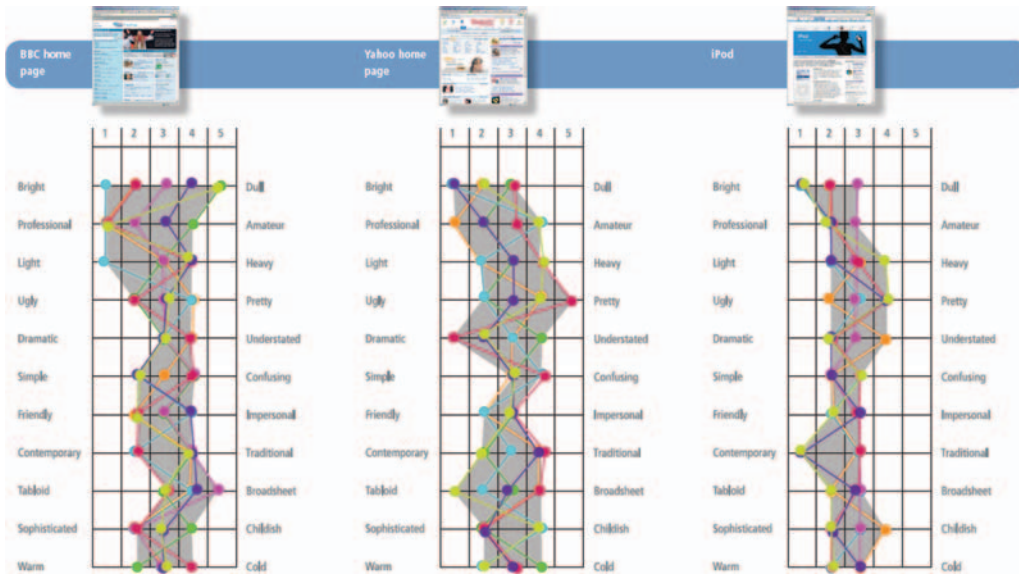 BBC home
page
Yahoo home
page
iPod
1 2 3 4 5
Bright Dull
Professional Amateur
Light Heavy
Ugly Pretty
Dramatic Understated
Simple Confusing
Friendly Impersonal
Contemporary Traditional
Tabloid Broadsheet
Sophisticated Childish
Warm Cold
1 2 3 4 5
Bright Dull
Professional Amateur
Light Heavy
Ugly Pretty
Dramatic Understated
Simple Confusing
Friendly Impersonal
Contemporary Traditional
Tabloid Broadsheet
Sophisticated Childish
Warm Cold
1 2 3 4 5
Bright Dull
Professional Amateur
Light Heavy
Ugly Pretty
Dramatic Understated
Simple Confusing
Friendly Impersonal
Contemporary Traditional
Tabloid Broadsheet
Sophisticated Childish
Warm Cold